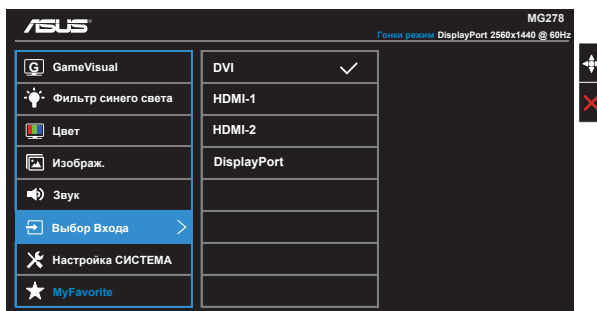 ASUS
MG278
Гонки режим DisplayPort 2560x1440 @ 60Hz
G GameVisual
Фильтр синего света
Цвет
Изображ.
Звук
Выбор Входа
Настройка СИСТЕМА
MyFavorite
DVI
HDMI-1
HDMI-2
DisplayPort